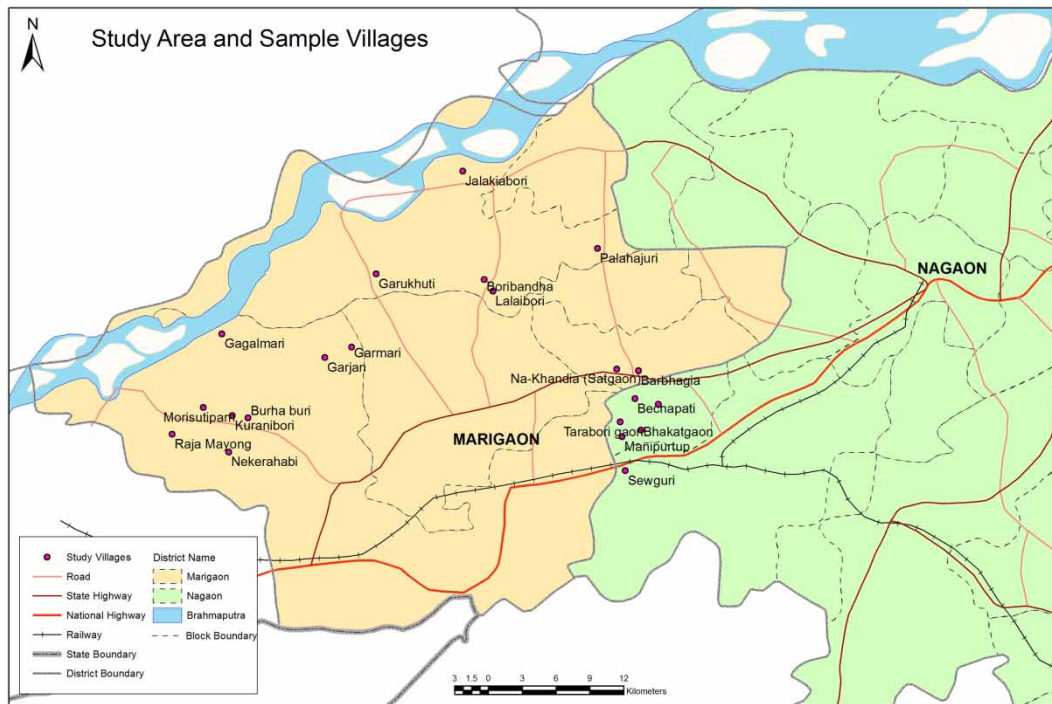 N
Study Area and Sample Villages
Jalakiabori
Palahajuri
NAGAON
Garukhuti
Boribandha
Lalaibori
Gagalmari
Garmari
Garjan
Na-Khandia (Satgaon)
Barbhagia
Bechapati
Morisutipam
Burha buri
Kuranibori
Tarabori gaon
Bhakatgaon
MARIGAON
Manipurtup
Raja Mayong
Nekerahabi
Sewguri
Study Villages
Road
State Highway
National Highway
Railway
State Boundary
District Boundary
District Name
Marigaon
Nagaon
Brahmaputra
Block Boundary
3 1.5 0 3 6 9 12
Kilometers